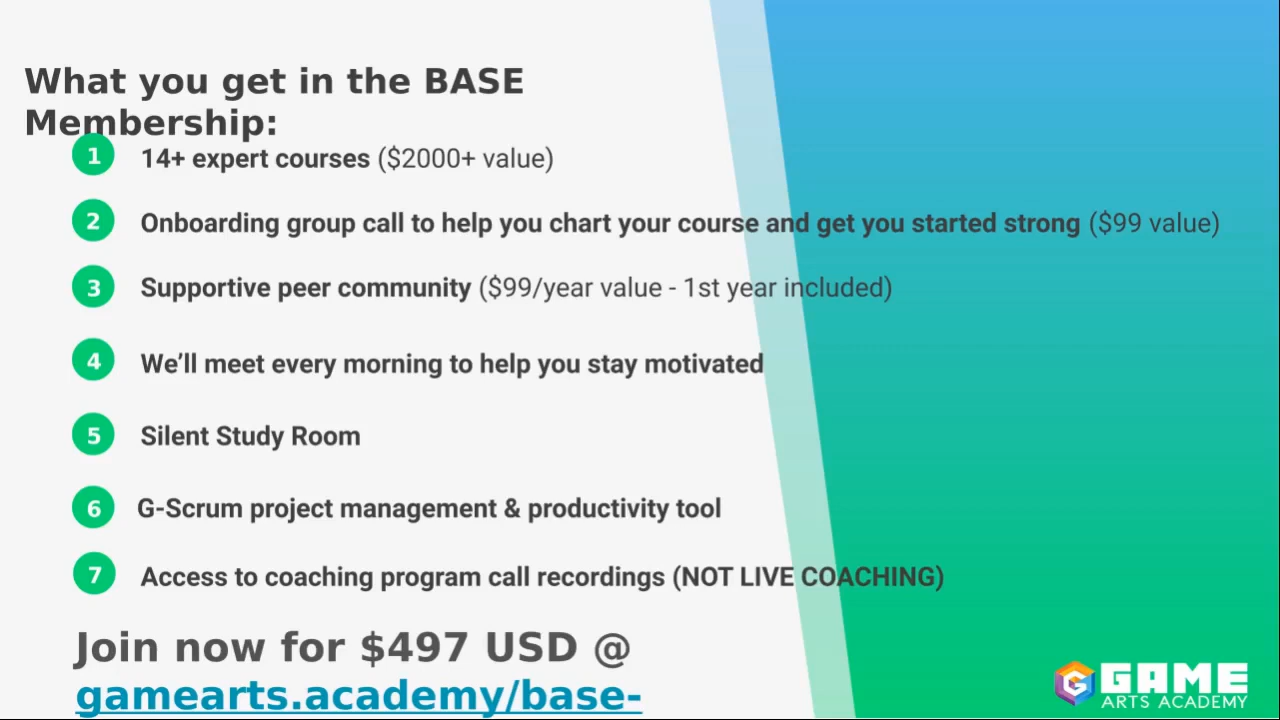 What you get in the BASE
Membership:
1 14+ expert courses ($2000+ value)
2 Onboarding group call to help you chart your course and get you started strong ($99 value)
3 Supportive peer community ($99/year value - 1st year included)
4 We’ll meet every morning to help you stay motivated
5 Silent Study Room
6 G-Scrum project management & productivity tool
7 Access to coaching program call recordings (NOT LIVE COACHING)
Join now for $497 USD @
gamearts.academy/base-
GAME
ARTS ACADEMY